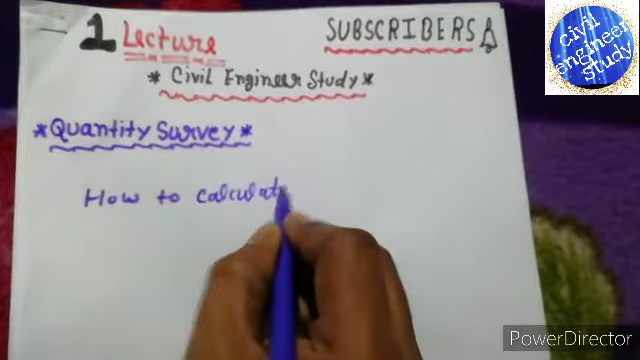 1 Lecture
SUBSCRIBERS
* Civil Engineer Study *
* Quantity Survey *
How to calculat
civil
engineer
study
PowerDirector